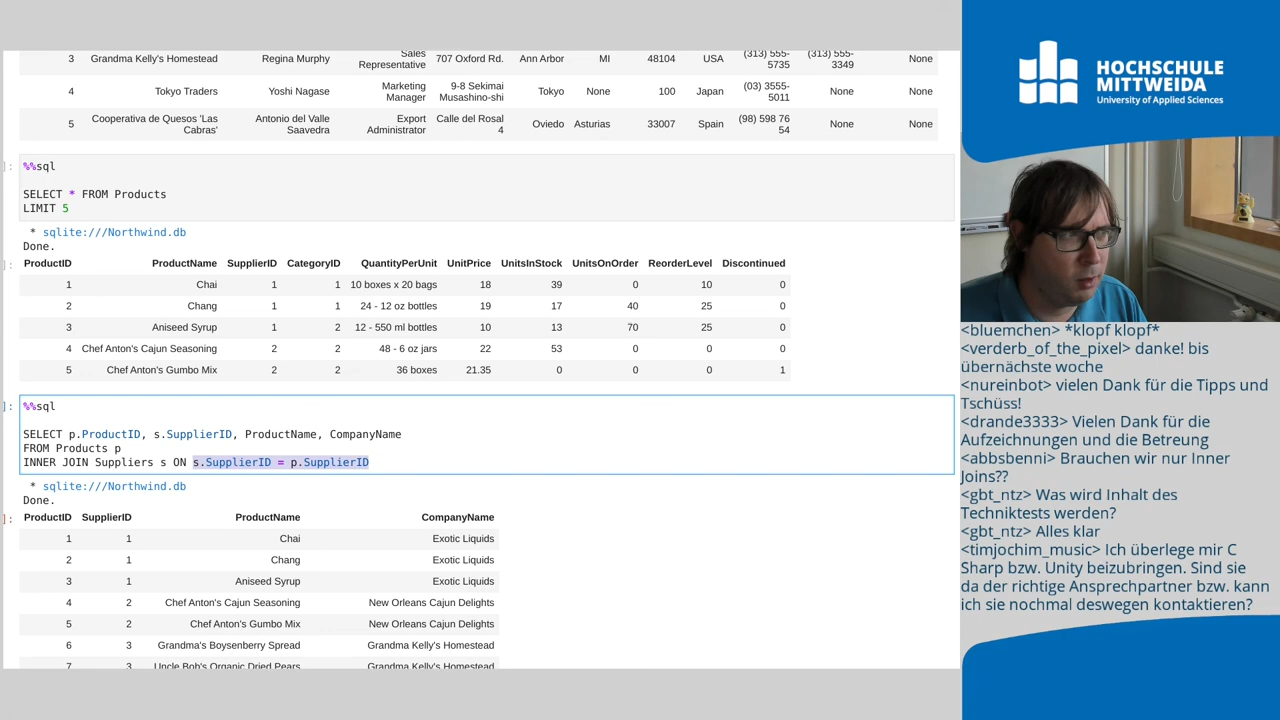 3 Grandma Kelly's Homestead Regina Murphy Sales Representative 707 Oxford Rd. Ann Arbor MI 48104 USA (313) 555-5735 (313) 555-3349 None
4 Tokyo Traders Yoshi Nagase Marketing Manager 9-8 Sekimai Musashino-shi Tokyo None 100 Japan (03) 3555-5011 None None
5 Cooperativa de Quesos 'Las Cabras' Antonio del Valle Saavedra Export Administrator Calle del Rosal 4 Oviedo Asturias 33007 Spain (98) 598 76 54 None None
]: %%sql
SELECT * FROM Products
LIMIT 5
* sqlite:///Northwind.db
Done.
]: ProductID ProductName SupplierID CategoryID QuantityPerUnit UnitPrice UnitsInStock UnitsOnOrder ReorderLevel Discontinued
1 Chai 1 1 10 boxes x 20 bags 18 39 0 10 0
2 Chang 1 1 24 - 12 oz bottles 19 17 40 25 0
3 Aniseed Syrup 1 2 12 - 550 ml bottles 10 13 70 25 0
4 Chef Anton's Cajun Seasoning 2 2 48 - 6 oz jars 22 53 0 0 0
5 Chef Anton's Gumbo Mix 2 2 36 boxes 21.35 0 0 0 1
]: %%sql
SELECT p.ProductID, s.SupplierID, ProductName, CompanyName
FROM Products p
INNER JOIN Suppliers s ON s.SupplierID = p.SupplierID
* sqlite:///Northwind.db
Done.
]: ProductID SupplierID ProductName CompanyName
1 1 Chai Exotic Liquids
2 1 Chang Exotic Liquids
3 1 Aniseed Syrup Exotic Liquids
4 2 Chef Anton's Cajun Seasoning New Orleans Cajun Delights
5 2 Chef Anton's Gumbo Mix New Orleans Cajun Delights
6 3 Grandma's Boysenberry Spread Grandma Kelly's Homestead
7 3 Uncle Bob's Organic Dried Pears Grandma Kelly's Homestead
HOCHSCHULE
MITTWEIDA
University of Applied Sciences
<bluemchen> *klopf klopf*
<verderb_of_the_pixel> danke! bis
übernächste woche
<nureinbot> vielen Dank für die Tipps und
Tschüss!
<drande3333> Vielen Dank für die
Aufzeichnungen und die Betreung
<abbsbenni> Brauchen wir nur Inner
Joins??
<gbt_ntz> Was wird Inhalt des
Techniktests werden?
<gbt_ntz> Alles klar
<timjochim_music> Ich überlege mir C
Sharp bzw. Unity beizubringen. Sind sie
da der richtige Ansprechpartner bzw. kann
ich sie nochmal deswegen kontaktieren?